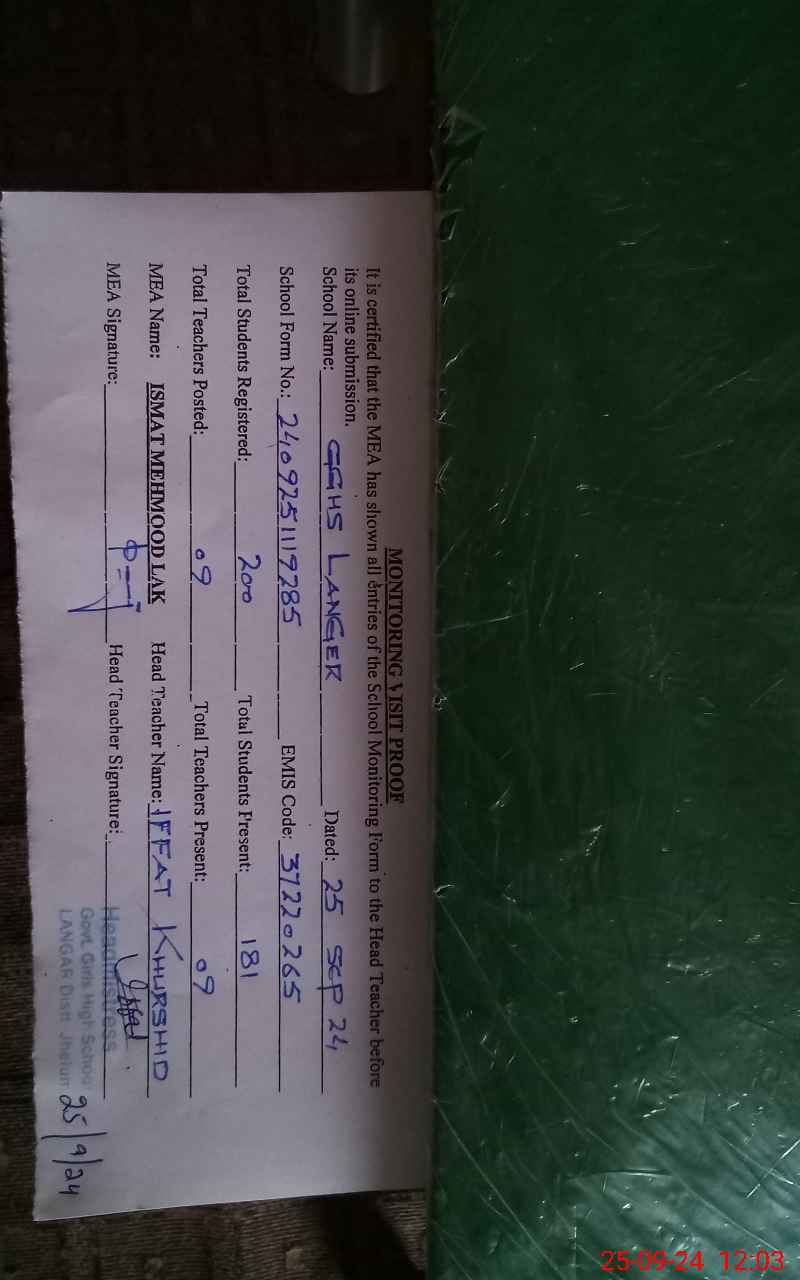 MONITORING VISIT PROOF
It is certified that the MEA has shown all entries of the School Monitoring Form to the Head Teacher before
its online submission.
School Name: GGHS LANGER Dated: 25 SEP 24
School Form No.: 2409251119285 EMIS Code: 37220265
Total Students Registered: 200 Total Students Present: 181
Total Teachers Posted: 09 Total Teachers Present: 09
MEA Name: ISMAT MEHMOOD LAK Head Teacher Name: IFFAT KHURSHID
MEA Signature: Head Teacher Signature:
Headmistress
Govt. Girls High School
LANGAR Distt. Jhelum
25/9/24
25-09-24 12:03